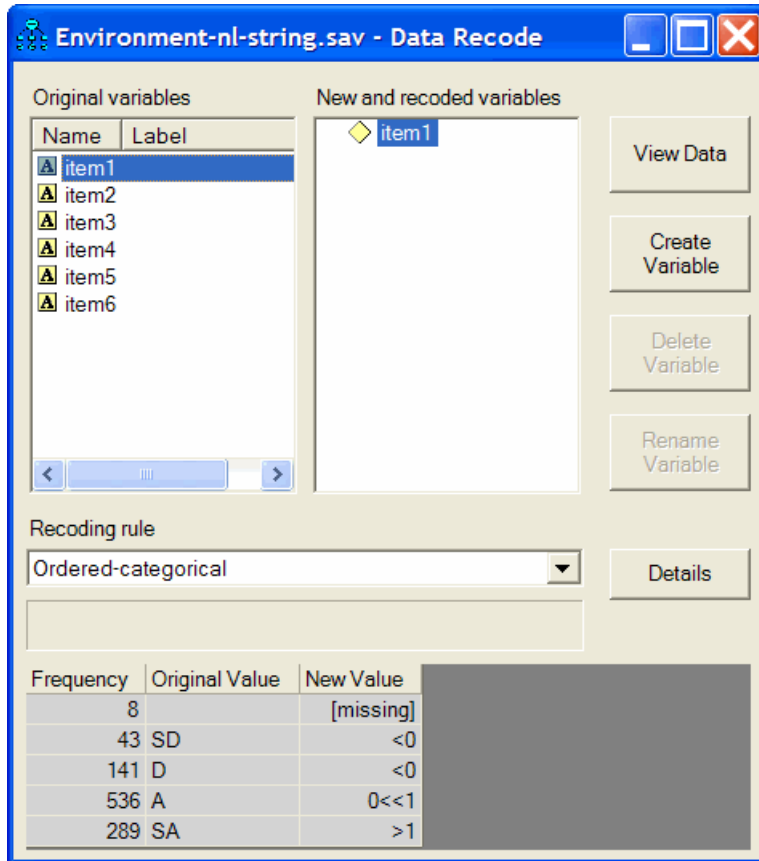 Environment-nl-string.sav - Data Recode
Original variables New and recoded variables
Name Label
item1
item1
item2
item3
item4
item5
item6
View Data
Create
Variable
Delete
Variable
Rename
Variable
Recoding rule
Ordered-categorical
Details
Frequency Original Value New Value
8 [missing]
43 SD <0
141 D <0
536 A 0<<1
289 SA >1